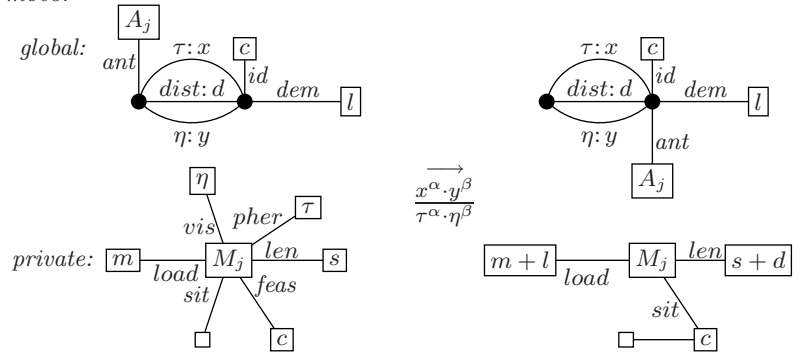 move:
A_j
global: ant τ: x c id
dist: d dem l
η: y
τ: x c id
dist: d dem l
η: y
ant
A_j
η
vis pher τ
private: m load M_j len s
sit feas
c
x^α·y^β
τ^α·η^β
m + l load M_j len s + d
sit
c